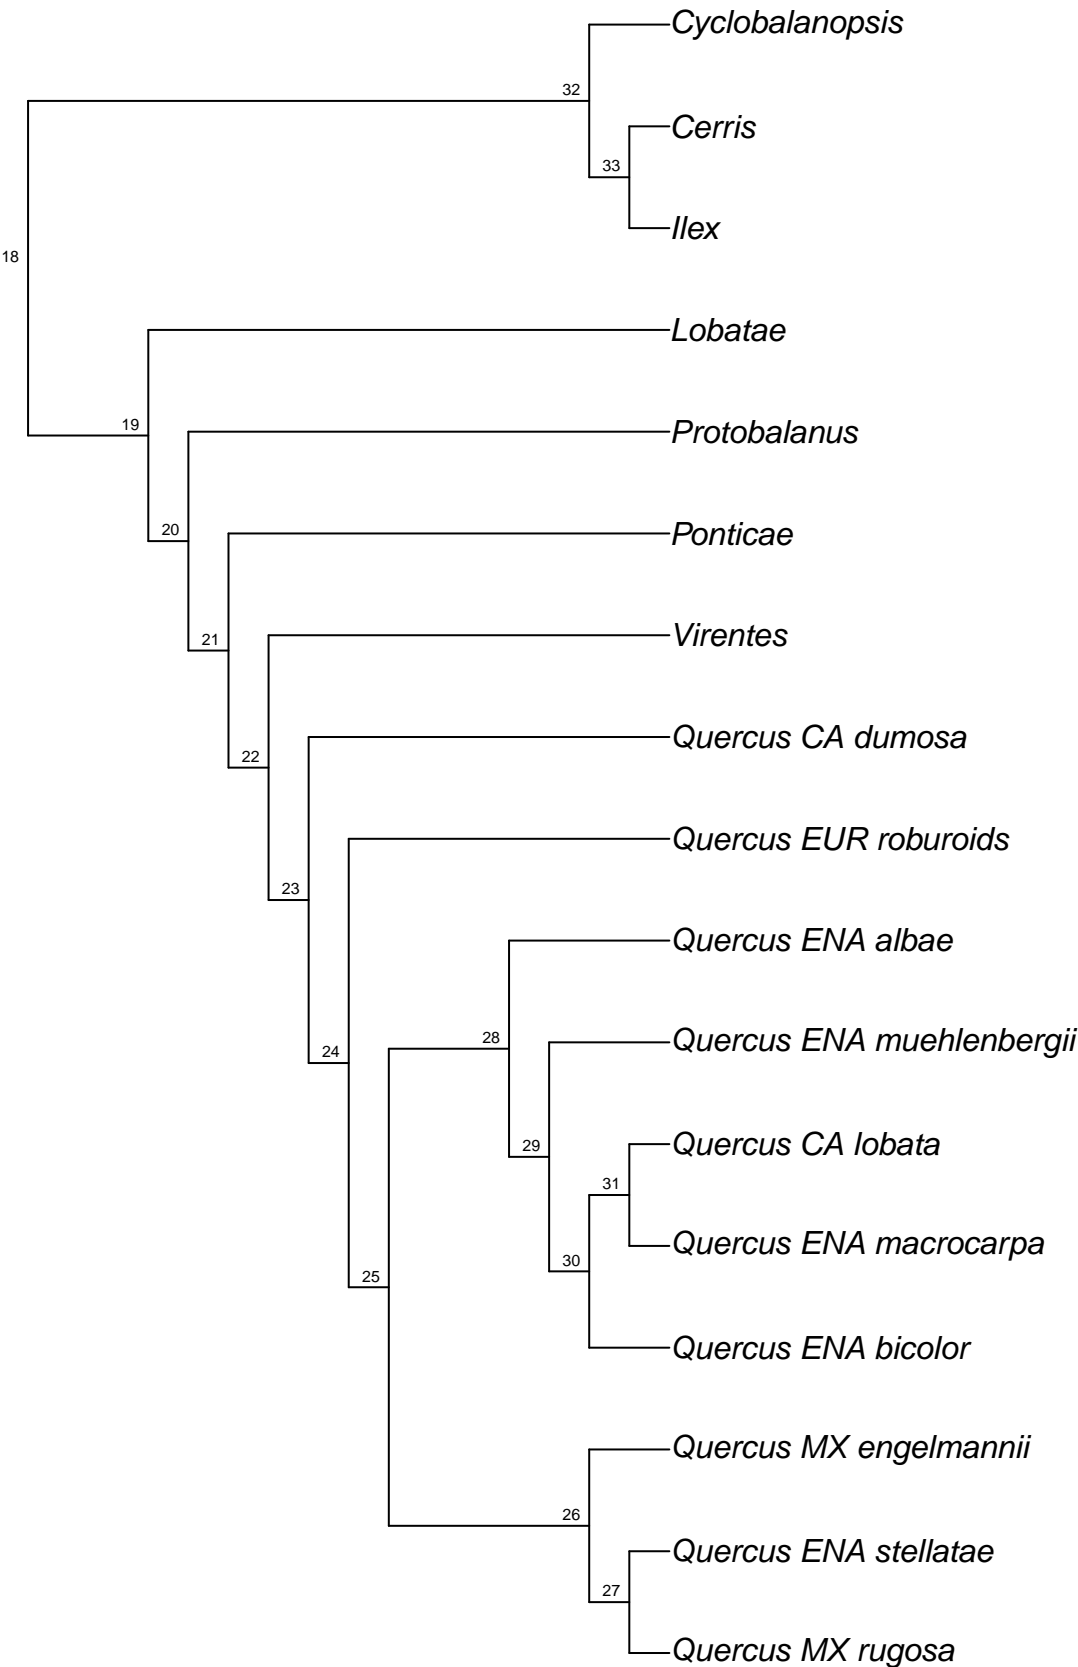 Cyclobalanopsis
32
Cerris
33
Ilex
18
Lobatae
19
Protobalanus
20
Ponticae
21
Virentes
22
Quercus CA dumosa
23
Quercus EUR roburoids
24
Quercus ENA albae
28
Quercus ENA muehlenbergii
29
Quercus CA lobata
31
Quercus ENA macrocarpa
30
25
Quercus ENA bicolor
Quercus MX engelmannii
26
Quercus ENA stellatae
27
Quercus MX rugosa